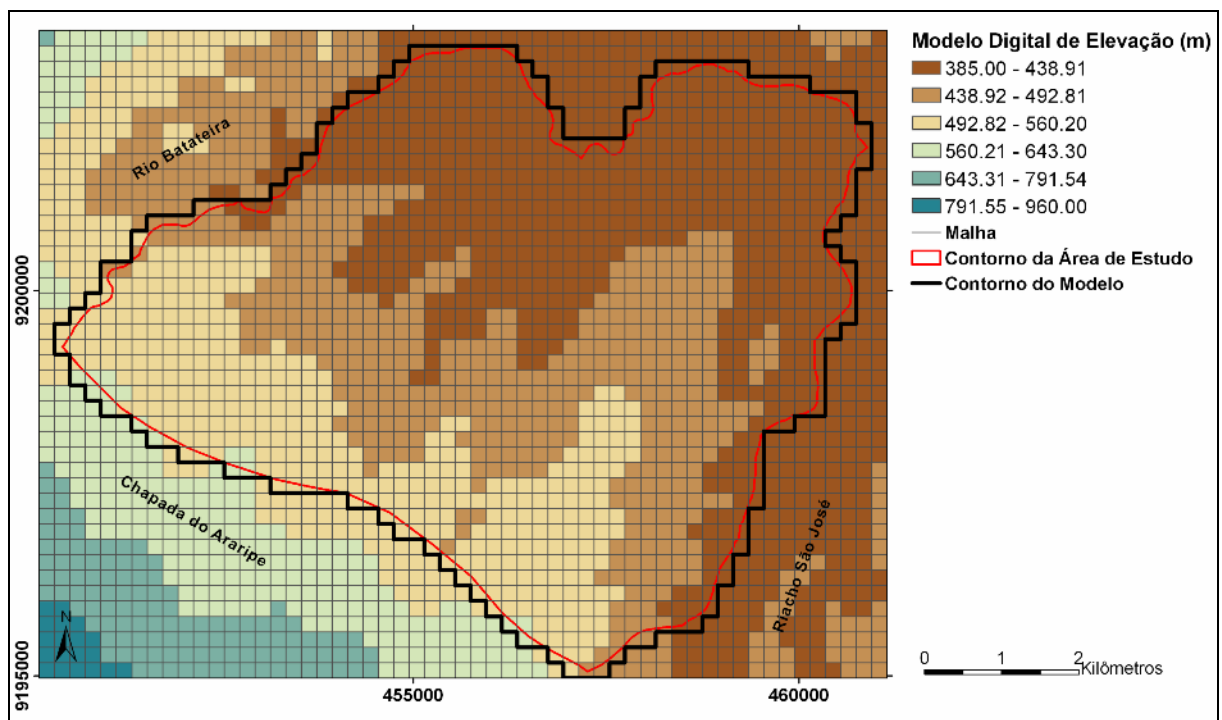 Modelo Digital de Elevação (m)
385.00 - 438.91
438.92 - 492.81
492.82 - 560.20
560.21 - 643.30
643.31 - 791.54
791.55 - 960.00
Malha
Contorno da Área de Estudo
Contorno do Modelo
Rio Batateira
Chapada do Araripe
Riacho São José
N
9200000
9195000
455000
460000
0 1 2
Kilômetros